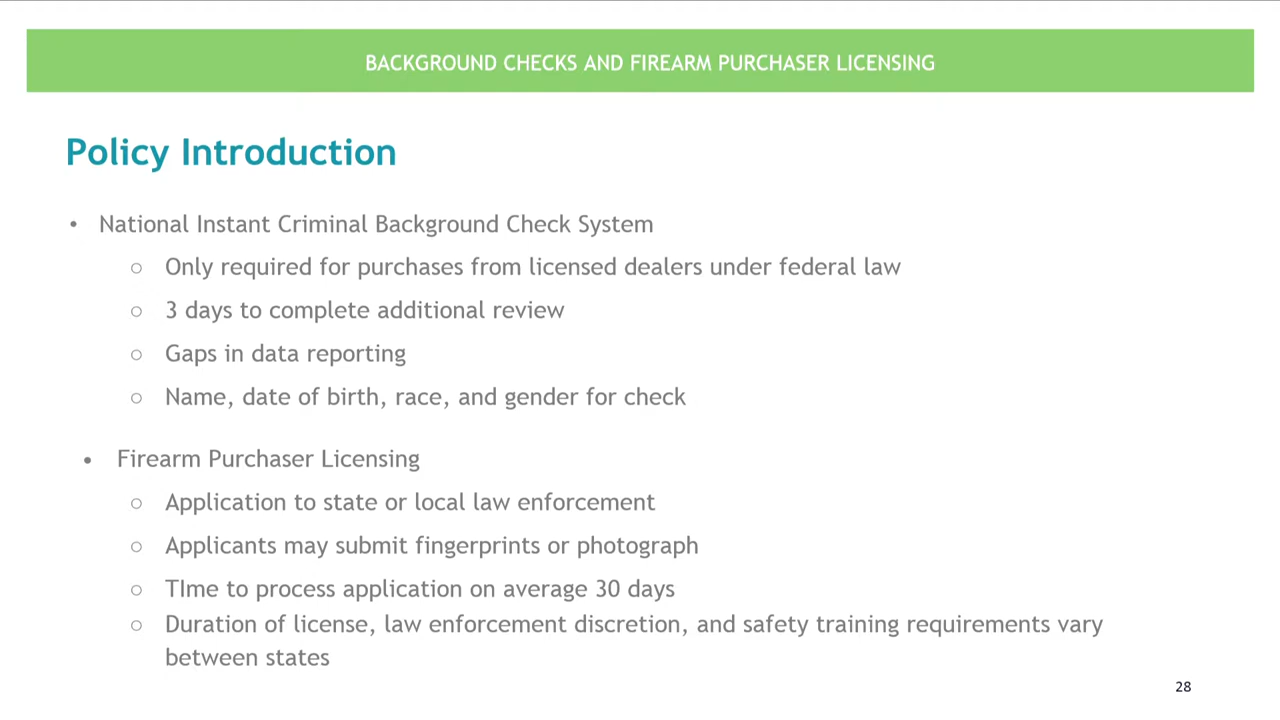 BACKGROUND CHECKS AND FIREARM PURCHASER LICENSING
Policy Introduction
• National Instant Criminal Background Check System
○ Only required for purchases from licensed dealers under federal law
○ 3 days to complete additional review
○ Gaps in data reporting
○ Name, date of birth, race, and gender for check
• Firearm Purchaser Licensing
○ Application to state or local law enforcement
○ Applicants may submit fingerprints or photograph
○ TIme to process application on average 30 days
○ Duration of license, law enforcement discretion, and safety training requirements vary
between states
28